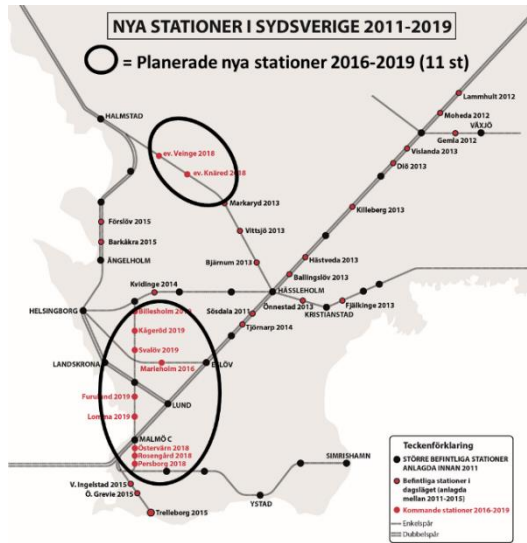 NYA STATIONER I SYDSVERIGE 2011-2019
= Planerade nya stationer 2016-2019 (11 st)
Lammhult 2012
Moheda 2012
VÄXJÖ
Gemla 2012
Vislanda 2013
Diö 2013
HALMSTAD
ev. Veinge 2018
ev. Knäred 2018
Killeberg 2013
Markaryd 2013
Förslöv 2015
Vittsjö 2013
Barkåkra 2015
Hästveda 2013
ÄNGELHOLM
Bjärnum 2013
Ballingslöv 2013
Kvidinge 2014
HÄSSLEHOLM
Önnestad 2013
Fjälkinge 2013
KRISTIANSTAD
HELSINGBORG
Billesholm
Sösdala 2011
Tjörnarp 2014
Kågeröd 2019
Svalöv 2019
LANDSKRONA
Marieholm 2016
ESLÖV
Furulund 2019
LUND
Lomma 2019
MALMÖ C
Östervärn 2018
Rosengård 2018
Persborg 2018
SIMRISHAMN
V. Ingelstad 2015
Ö. Grevie 2015
YSTAD
Trelleborg 2015
Teckenförklaring
STÖRRE BEFINTLIGA STATIONER
ANLAGDA INNAN 2011
Befintliga stationer i
dagsläget (anlagda
mellan 2011-2015)
Kommande stationer 2016-2019
Enkelspår
Dubbelspår